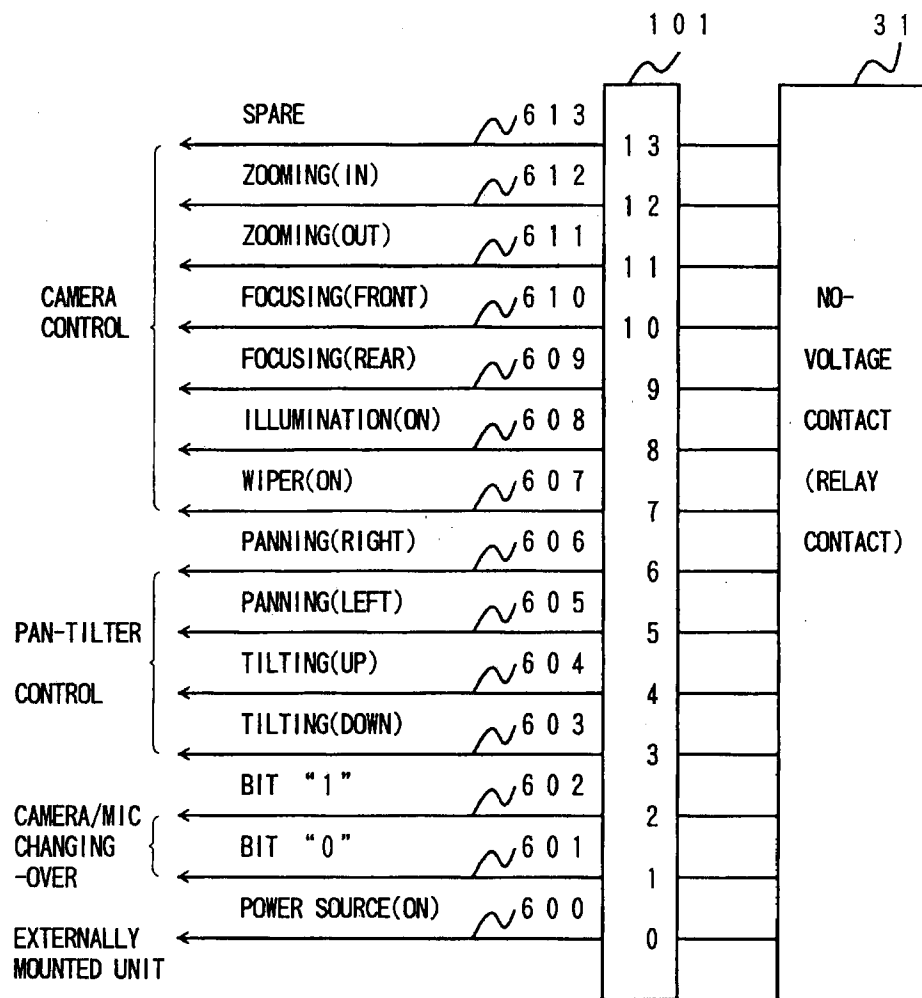 101
31
SPARE 613
13
ZOOMING(IN) 612
12
ZOOMING(OUT) 611
11
CAMERA CONTROL
FOCUSING(FRONT) 610
10
FOCUSING(REAR) 609
9
ILLUMINATION(ON) 608
8
WIPER(ON) 607
7
PANNING(RIGHT) 606
6
PAN-TILTER
CONTROL
PANNING(LEFT) 605
5
TILTING(UP) 604
4
TILTING(DOWN) 603
3
BIT "1" 602
2
CAMERA/MIC
CHANGING
-OVER
BIT "0" 601
1
POWER SOURCE(ON) 600
0
EXTERNALLY
MOUNTED UNIT
NO-
VOLTAGE
CONTACT
(RELAY
CONTACT)